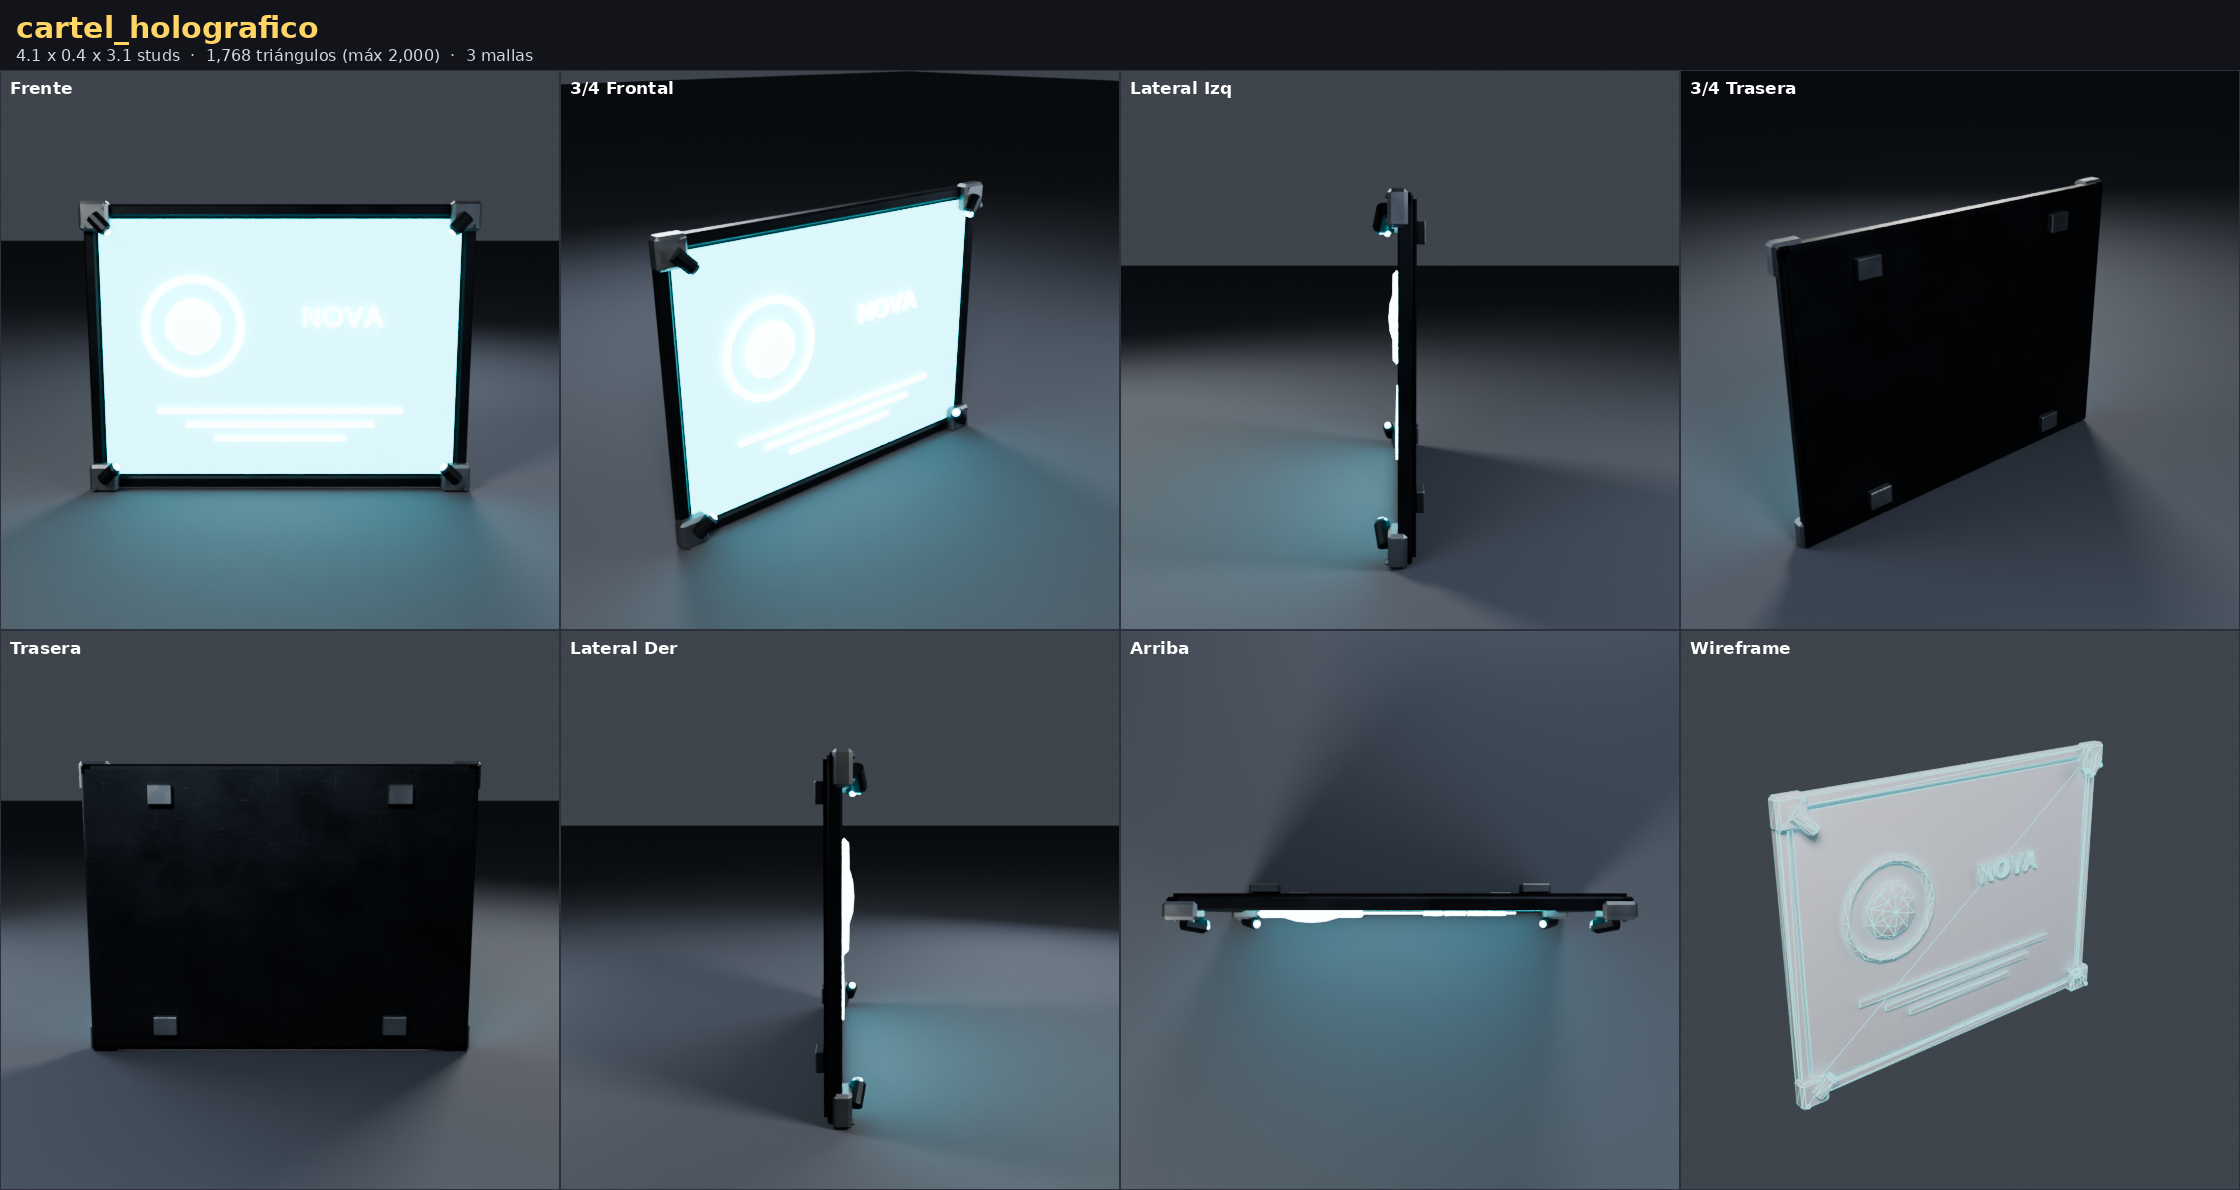 cartel_holografico
4.1 x 0.4 x 3.1 studs · 1,768 triángulos (máx 2,000) · 3 mallas
Frente
3/4 Frontal
Lateral Izq
3/4 Trasera
NOVA
NOVA
Trasera
Lateral Der
Arriba
Wireframe
NOVA